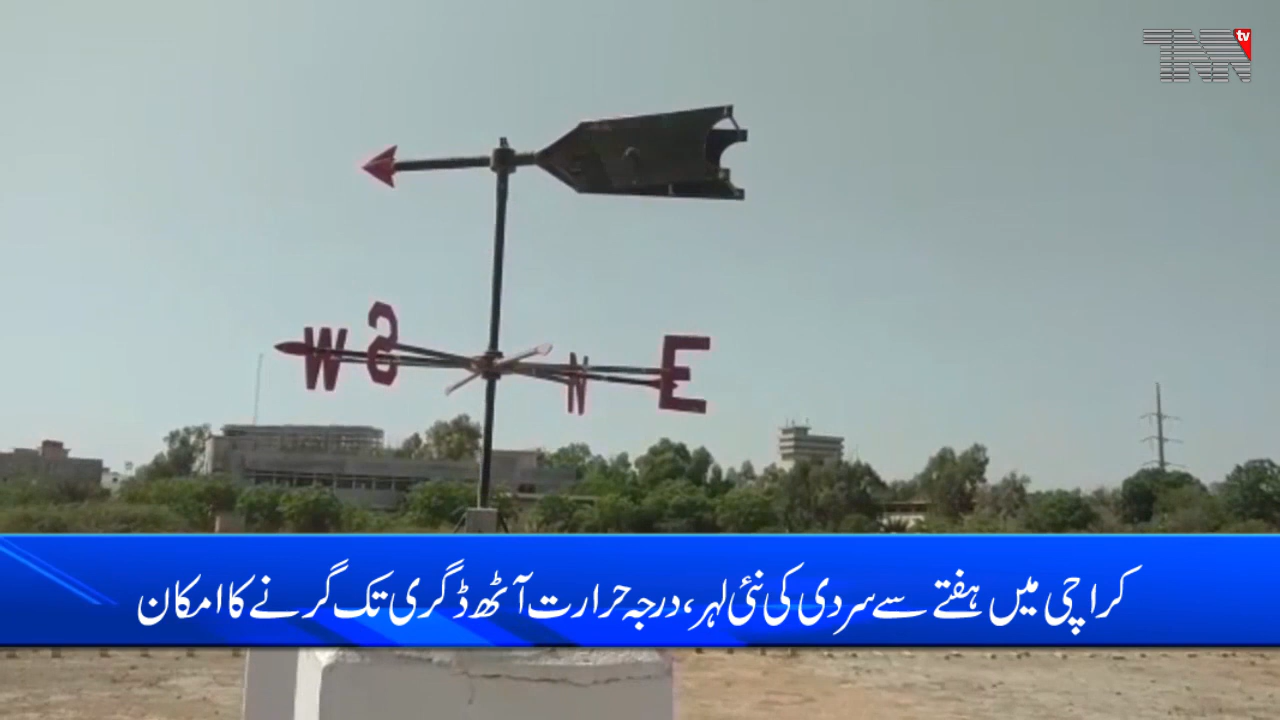 TNN tv
W S N E
کراچی میں ہفتے سے سردی کی نئی لہر، درجہ حرارت آٹھ ڈگری تک گرنے کا امکان